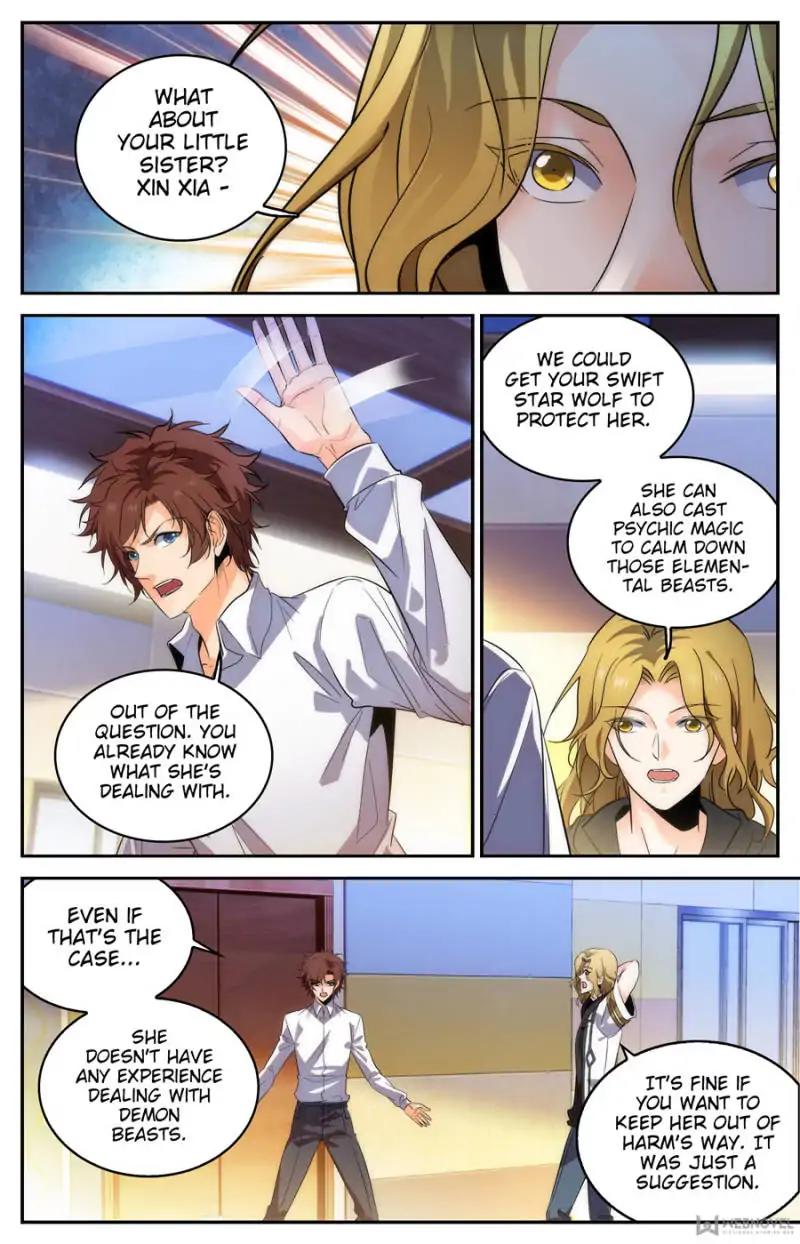 WHAT
ABOUT
YOUR LITTLE
SISTER?
XIN XIA -
OUT OF THE
QUESTION. YOU
ALREADY KNOW
WHAT SHE'S
DEALING WITH.
WE COULD
GET YOUR SWIFT
STAR WOLF TO
PROTECT HER.
SHE CAN
ALSO CAST
PSYCHIC MAGIC
TO CALM DOWN
THOSE ELEMEN-
TAL BEASTS.
EVEN IF
THAT'S THE
CASE...
SHE
DOESN'T HAVE
ANY EXPERIENCE
DEALING WITH
DEMON
BEASTS.
IT'S FINE IF
YOU WANT TO
KEEP HER OUT OF
HARM'S WAY. IT
WAS JUST A
SUGGESTION.
WEBNOVEL